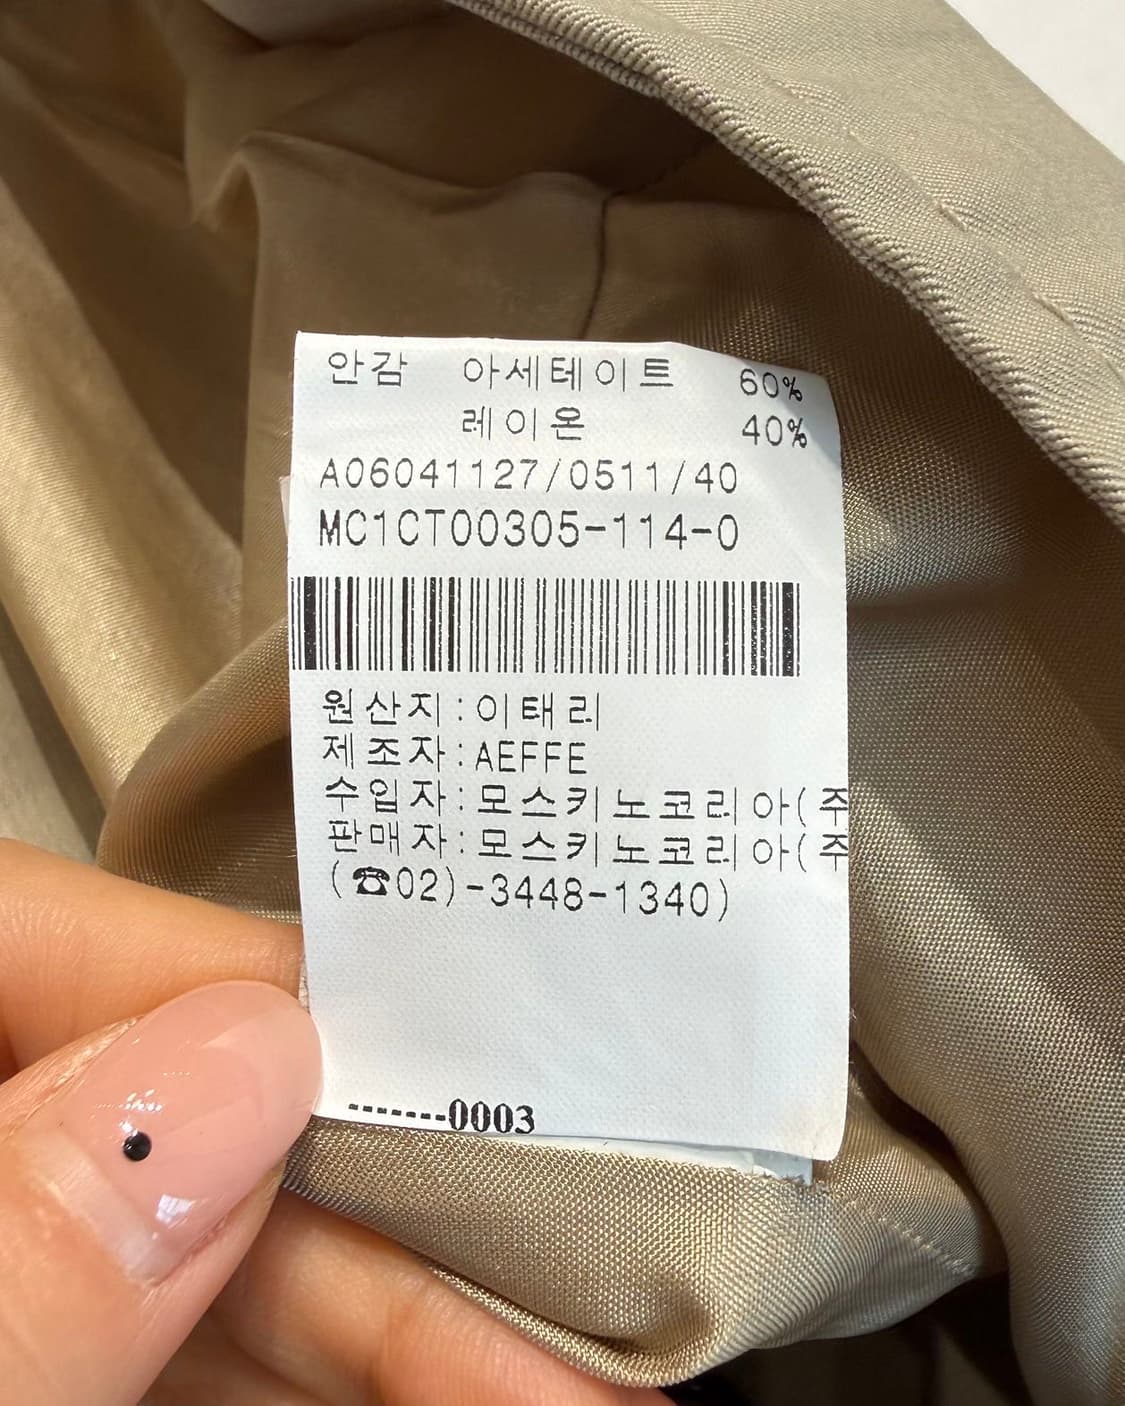 안감 아세테이트 60%
레이온 40%
A06041127/0511/40
MC1CT00305-114-0
원산지:이태리
제조자:AEFFE
수입자:모스키노코리아(주
판매자:모스키노코리아(주
(☎02)-3448-1340)
-------0003